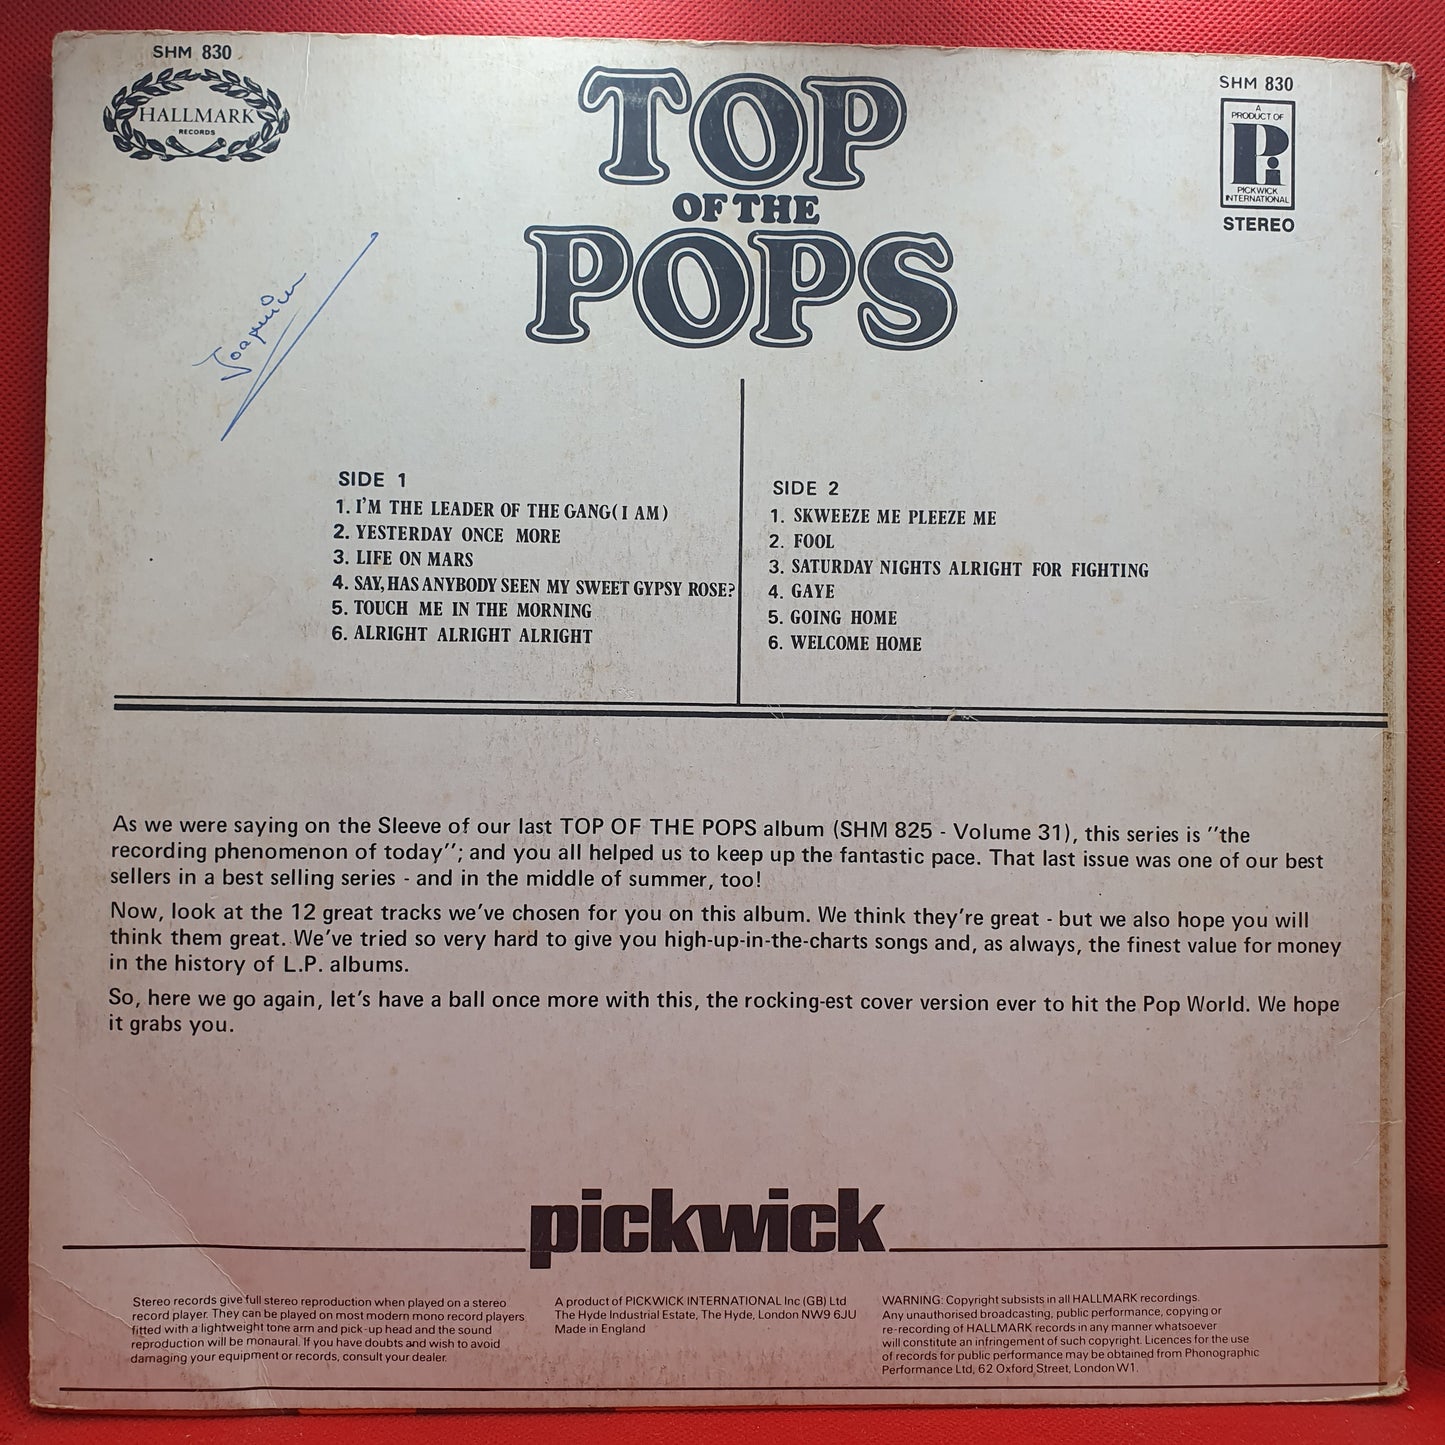 SHM 830
HALLMARK
RECORDS
TOP
OF THE
POPS
SHM 830
A
PRODUCT OF
Pi
PICKWICK
INTERNATIONAL
STEREO
Joaquim
SIDE 1
1. I'M THE LEADER OF THE GANG(I AM)
2. YESTERDAY ONCE MORE
3. LIFE ON MARS
4. SAY, HAS ANYBODY SEEN MY SWEET GYPSY ROSE?
5. TOUCH ME IN THE MORNING
6. ALRIGHT ALRIGHT ALRIGHT
SIDE 2
1. SKWEEZE ME PLEEZE ME
2. FOOL
3. SATURDAY NIGHTS ALRIGHT FOR FIGHTING
4. GAYE
5. GOING HOME
6. WELCOME HOME
As we were saying on the Sleeve of our last TOP OF THE POPS album (SHM 825 - Volume 31), this series is "the
recording phenomenon of today"; and you all helped us to keep up the fantastic pace. That last issue was one of our best
sellers in a best selling series - and in the middle of summer, too!
Now, look at the 12 great tracks we've chosen for you on this album. We think they're great - but we also hope you will
think them great. We've tried so very hard to give you high-up-in-the-charts songs and, as always, the finest value for money
in the history of L.P. albums.
So, here we go again, let's have a ball once more with this, the rocking-est cover version ever to hit the Pop World. We hope
it grabs you.
pickwick
Stereo records give full stereo reproduction when played on a stereo
record player. They can be played on most modern mono record players
fitted with a lightweight tone arm and pick-up head and the sound
reproduction will be monaural. If you have doubts and wish to avoid
damaging your equipment or records, consult your dealer.
A product of PICKWICK INTERNATIONAL Inc (GB) Ltd
The Hyde Industrial Estate, The Hyde, London NW9 6JU
Made in England
WARNING: Copyright subsists in all HALLMARK recordings.
Any unauthorised broadcasting, public performance, copying or
re-recording of HALLMARK records in any manner whatsoever
will constitute an infringement of such copyright. Licences for the use
of records for public performance may be obtained from Phonographic
Performance Ltd, 62 Oxford Street, London W1.